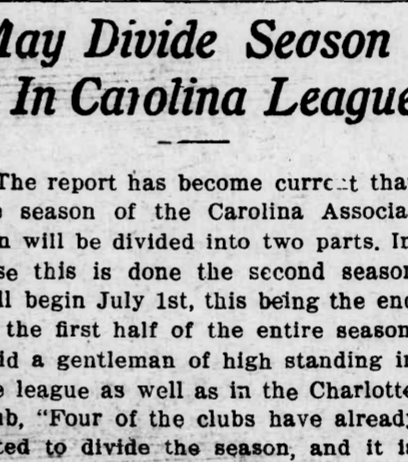 May Divide Season
In Carolina League
The report has become current that
season of the Carolina Associa
n will be divided into two parts. In
se this is done the second season
ll begin July 1st, this being the end
the first half of the entire season
id a gentleman of high standing in
e league as well as in the Charlotte
ub, "Four of the clubs have already
ted to divide the season, and it is